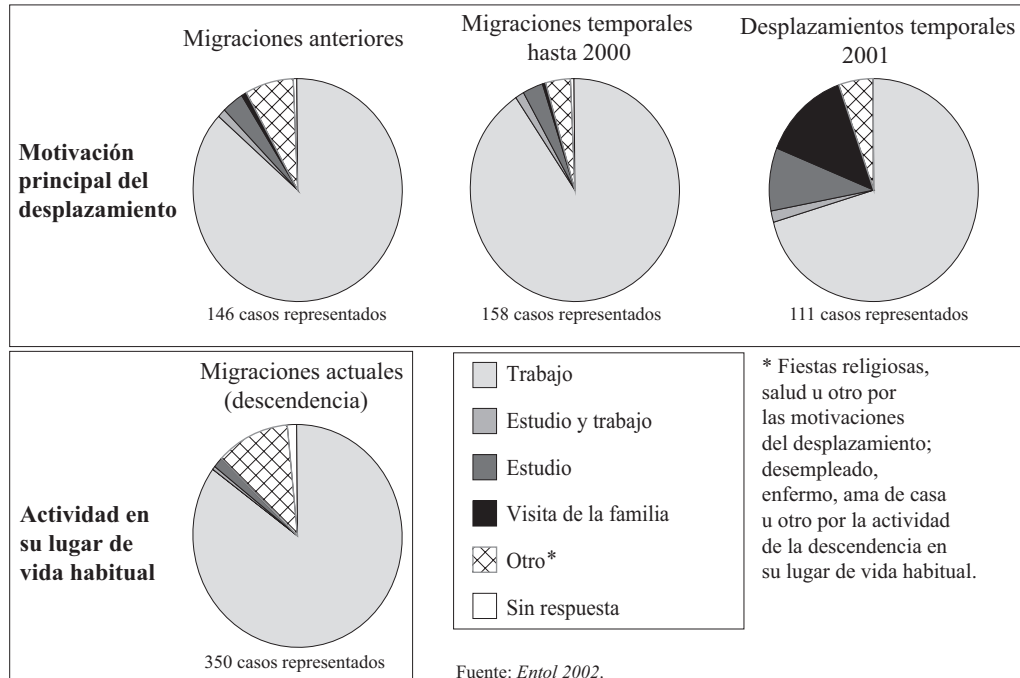 Migraciones anteriores
Migraciones temporales
hasta 2000
Desplazamientos temporales
2001
Motivación
principal del
desplazamiento
146 casos representados
158 casos representados
111 casos representados
Migraciones actuales
(descendencia)
Actividad en
su lugar de
vida habitual
350 casos representados
Trabajo
Estudio y trabajo
Estudio
Visita de la familia
Otro*
Sin respuesta
* Fiestas religiosas,
salud u otro por
las motivaciones
del desplazamiento;
desempleado,
enfermo, ama de casa
u otro por la actividad
de la descendencia en
su lugar de vida habitual.
Fuente: Entol 2002.